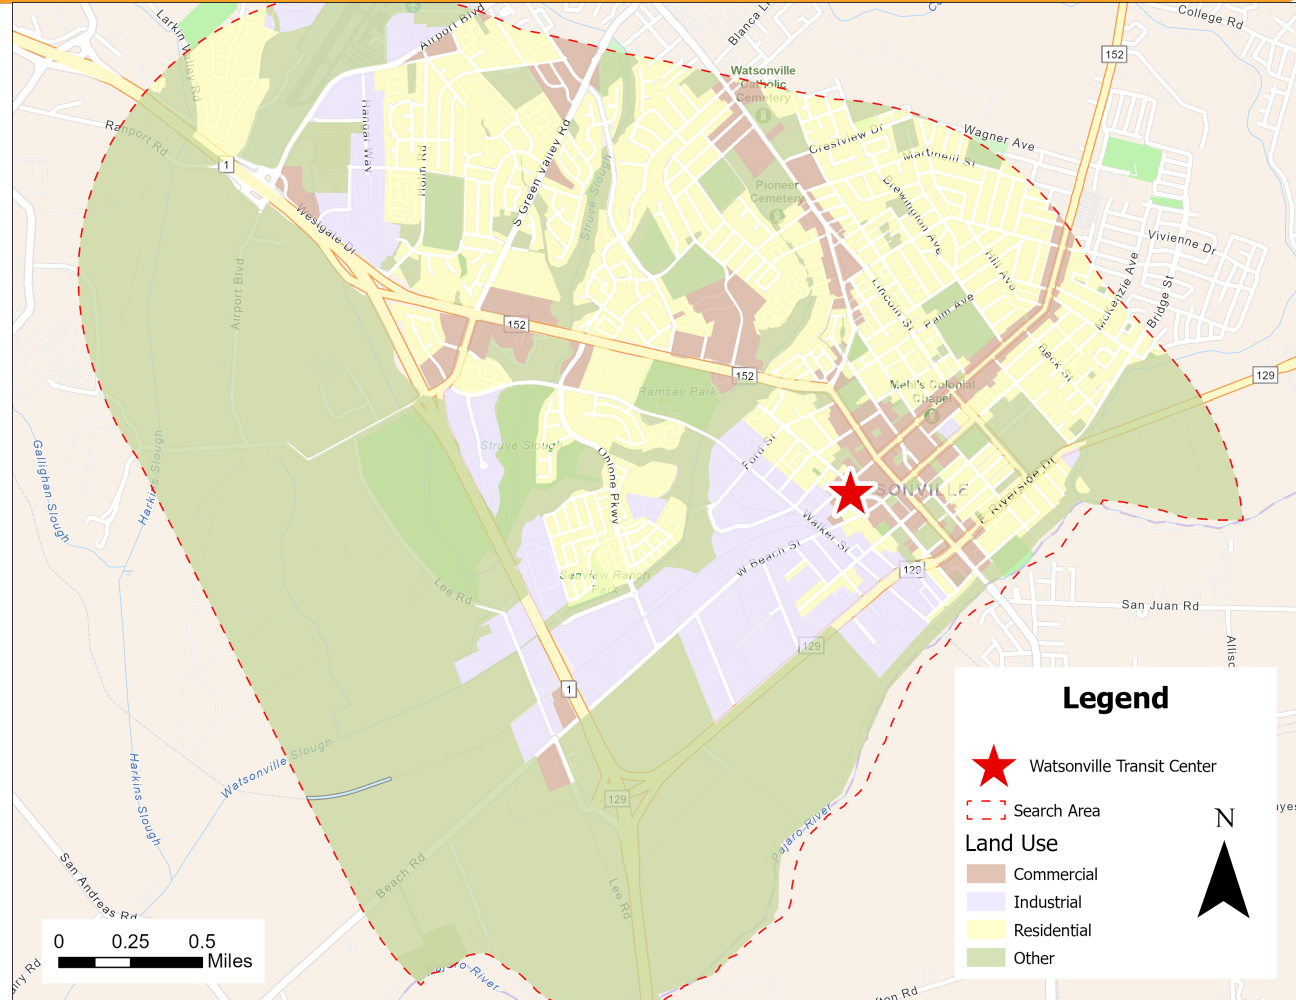 Airport Blvd
Larkin Valley Rd
Blanca Ln
College Rd
152
Watsonville
Catholic
Cemetery
Wagner Ave
Ranport Rd
Hangar Way
Holm Rd
S Green Valley Rd
Struve Slough
Crestview Dr
Martinelli St
1
Pioneer
Cemetery
Brewington Ave
Westgate Dr
Vivienne Dr
Airport Blvd
Hill Ave
McKenzie Ave
Bridge St
Lincoln St
Palm Ave
152
Beck St
152
129
Ramsay Park
Mehl's Colonial
Chapel
Gallighan Slough
Harkins Slough
Struve Slough
Ford St
Ohlone Pkwy
SONVILLE
E Riverside Dr
Walker St
W Beach St
129
Seaview Ranch
Park
Lee Rd
San Juan Rd
129
1
Harkins Slough
Watsonville Slough
129
Pajaro River
Beach Rd
Lee Rd
San Andreas Rd
Pajaro River
0 0.25 0.5
Miles
Legend
Watsonville Transit Center
Search Area
Land Use
Commercial
Industrial
Residential
Other
N